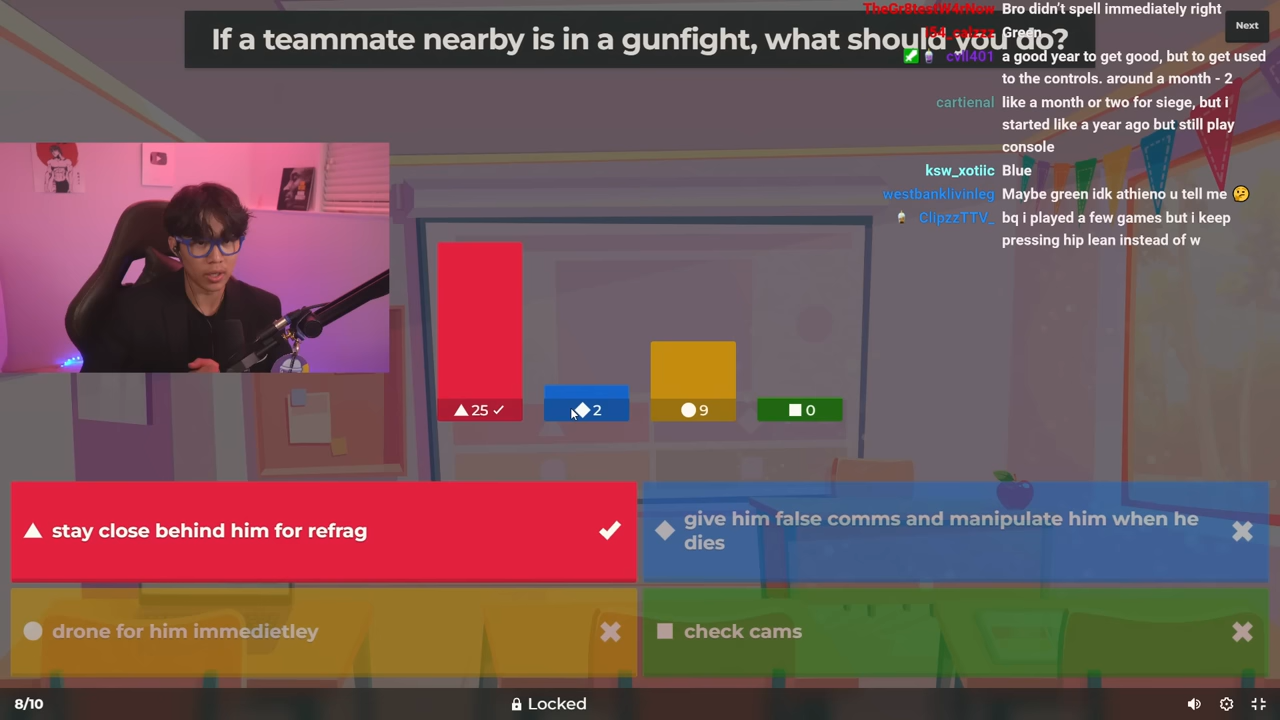 If a teammate nearby is in a gunfight, what should you do?
Next
TheGr8testW4rNow Bro didn't spell immediately right
Green
cvil401 a good year to get good, but to get used
to the controls. around a month - 2
cartienal like a month or two for siege, but i
started like a year ago but still play
console
ksw_xotiic Blue
westbanklivinleg Maybe green idk athieno u tell me 🤔
ClipzzTTV_ bq i played a few games but i keep
pressing hip lean instead of w
25
2
9
0
stay close behind him for refrag
give him false comms and manipulate him when he
dies
drone for him immedietley
check cams
8/10
Locked